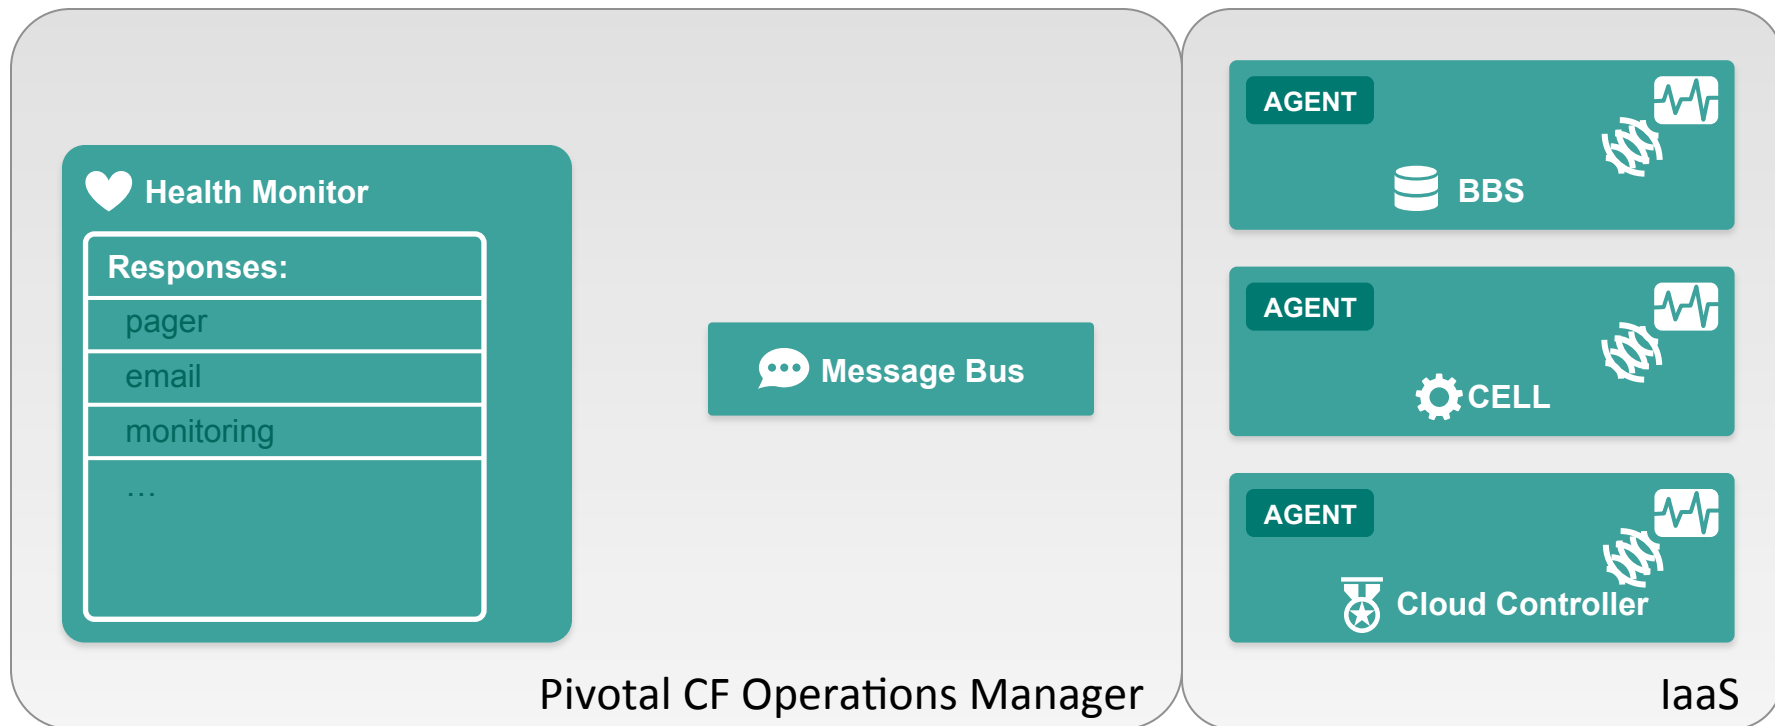 Health Monitor
Responses:
pager
email
monitoring
...
Message Bus
Pivotal CF Operations Manager
AGENT
BBS
AGENT
CELL
AGENT
Cloud Controller
IaaS